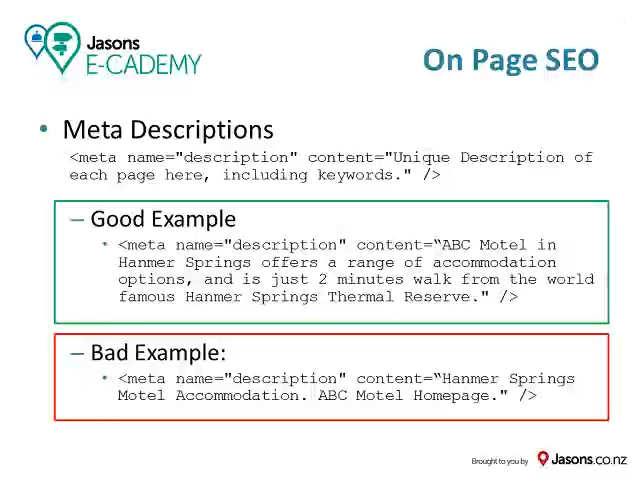 Jasons
E-CADEMY
On Page SEO
• Meta Descriptions
<meta name="description" content="Unique Description of
each page here, including keywords." />
– Good Example
• <meta name="description" content=“ABC Motel in
Hanmer Springs offers a range of accommodation
options, and is just 2 minutes walk from the world
famous Hanmer Springs Thermal Reserve." />
– Bad Example:
• <meta name="description" content=“Hanmer Springs
Motel Accommodation. ABC Motel Homepage." />
Brought to you by Jasons.co.nz